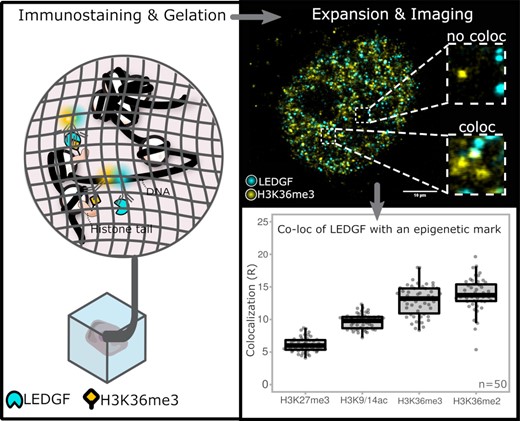 Immunostaining & Gelation
Expansion & Imaging
DNA
Histone tail
LEDGF
H3K36me3
no coloc
coloc
LEDGF
H3K36me3
10 μm
Co-loc of LEDGF with an epigenetic mark
Colocalization (R)
25
20
15
10
5
0
n=50
H3K27me3 H3K9/14ac H3K36me3 H3K36me2